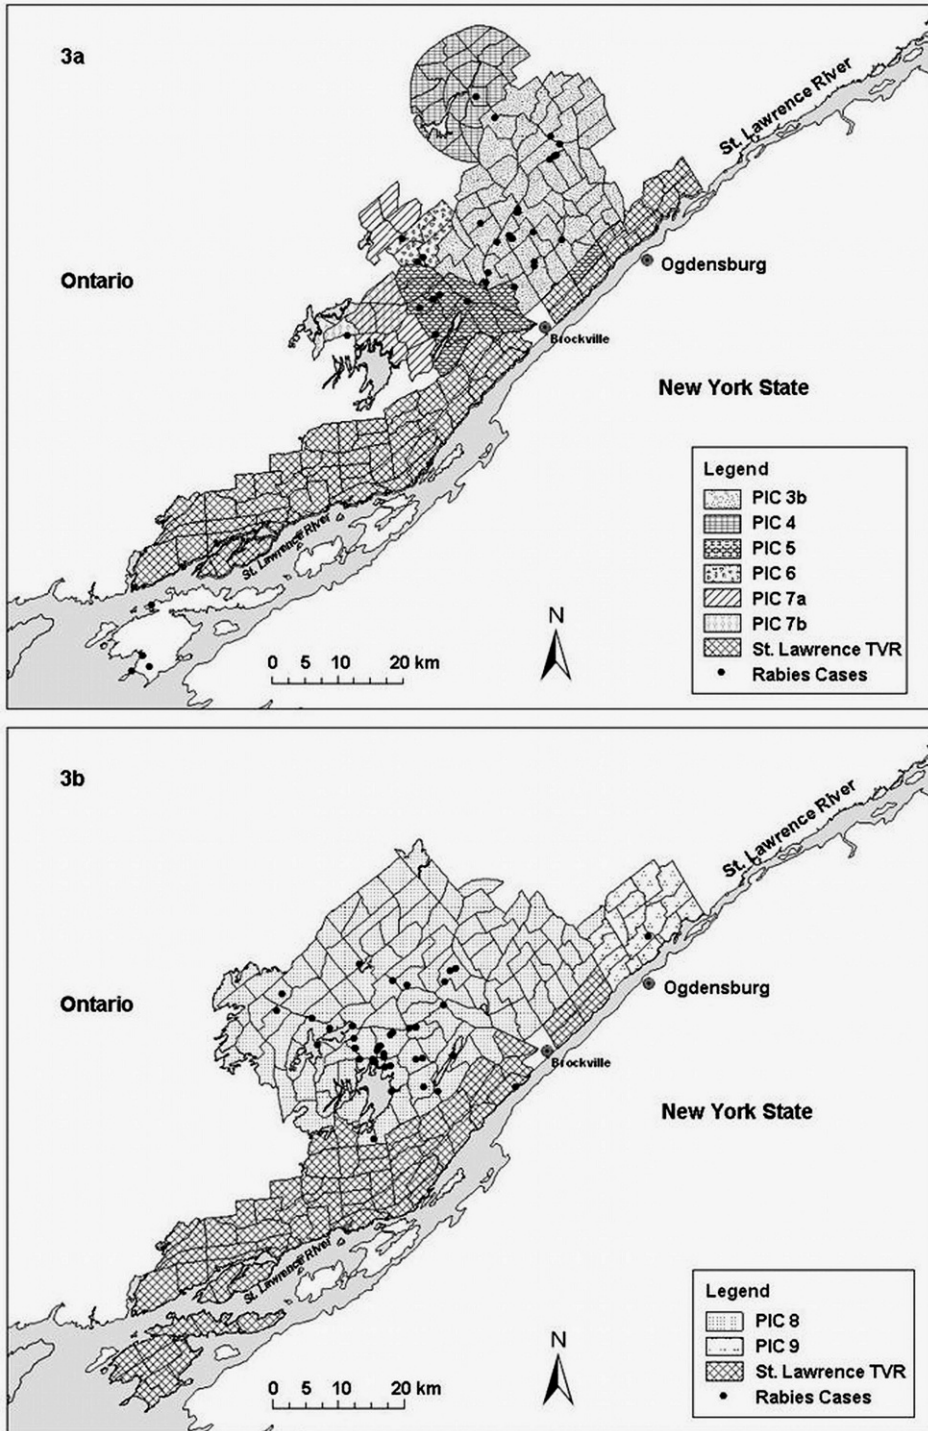 3a
St. Lawrence River
Ontario
Ogdensburg
Brockville
New York State
St. Lawrence River
Legend
PIC 3b
PIC 4
PIC 5
PIC 6
PIC 7a
PIC 7b
St. Lawrence TVR
Rabies Cases
N
0 5 10 20 km
3b
St. Lawrence River
Ontario
Ogdensburg
Brockville
New York State
St. Lawrence River
Legend
PIC 8
PIC 9
St. Lawrence TVR
Rabies Cases
N
0 5 10 20 km